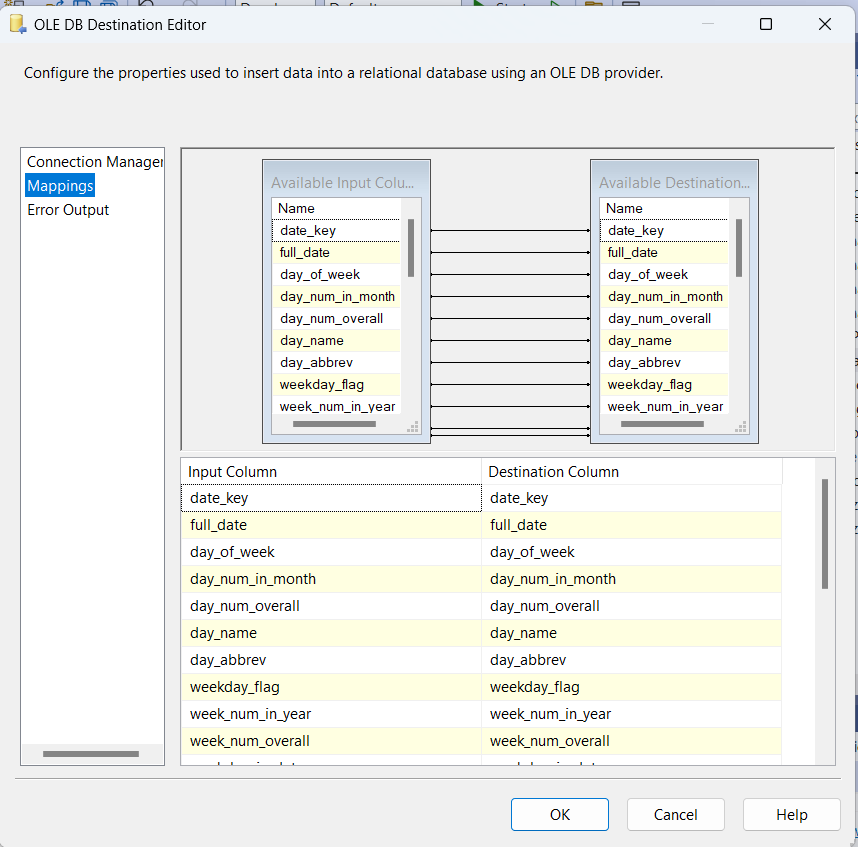 OLE DB Destination Editor
Configure the properties used to insert data into a relational database using an OLE DB provider.
Connection Manager
Mappings
Error Output
Available Input Colu...
Name
date_key
full_date
day_of_week
day_num_in_month
day_num_overall
day_name
day_abbrev
weekday_flag
week_num_in_year
Available Destination...
Name
date_key
full_date
day_of_week
day_num_in_month
day_num_overall
day_name
day_abbrev
weekday_flag
week_num_in_year
Input Column Destination Column
date_key date_key
full_date full_date
day_of_week day_of_week
day_num_in_month day_num_in_month
day_num_overall day_num_overall
day_name day_name
day_abbrev day_abbrev
weekday_flag weekday_flag
week_num_in_year week_num_in_year
week_num_overall week_num_overall
OK Cancel Help